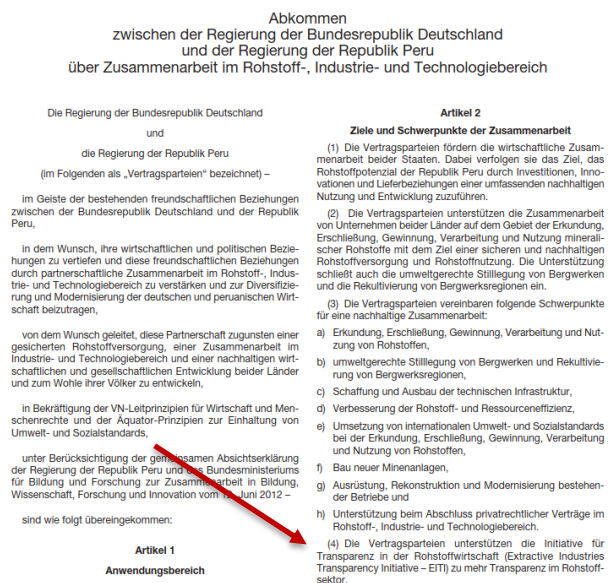 Abkommen
zwischen der Regierung der Bundesrepublik Deutschland
und der Regierung der Republik Peru
über Zusammenarbeit im Rohstoff-, Industrie- und Technologiebereich
Die Regierung der Bundesrepublik Deutschland
und
die Regierung der Republik Peru
(im Folgenden als „Vertragsparteien“ bezeichnet) –
im Geiste der bestehenden freundschaftlichen Beziehungen
zwischen der Bundesrepublik Deutschland und der Republik
Peru,
in dem Wunsch, ihre wirtschaftlichen und politischen Bezie-
hungen zu vertiefen und diese freundschaftlichen Beziehungen
durch partnerschaftliche Zusammenarbeit im Rohstoff-, Indus-
trie- und Technologiebereich zu verstärken und zur Diversifizie-
rung und Modernisierung der deutschen und peruanischen Wirt-
schaft beizutragen,
von dem Wunsch geleitet, diese Partnerschaft zugunsten einer
gesicherten Rohstoffversorgung, einer Zusammenarbeit im
Industrie- und Technologiebereich und einer nachhaltigen wirt-
schaftlichen und gesellschaftlichen Entwicklung beider Länder
und zum Wohle ihrer Völker zu entwickeln,
in Bekräftigung der VN-Leitprinzipien für Wirtschaft und Men-
schenrechte und der Äquator-Prinzipien zur Einhaltung von
Umwelt- und Sozialstandards,
unter Berücksichtigung der gemeinsamen Absichtserklärung
der Regierung der Republik Peru und des Bundesministeriums
für Bildung und Forschung zur Zusammenarbeit in Bildung,
Wissenschaft, Forschung und Innovation vom Juni 2012 –
sind wie folgt übereingekommen:
Artikel 1
Anwendungsbereich
Artikel 2
Ziele und Schwerpunkte der Zusammenarbeit
(1) Die Vertragsparteien fördern die wirtschaftliche Zusam-
menarbeit beider Staaten. Dabei verfolgen sie das Ziel, das
Rohstoffpotenzial der Republik Peru durch Investitionen, Inno-
vationen und Lieferbeziehungen einer umfassenden nachhaltigen
Nutzung und Entwicklung zuzuführen.
(2) Die Vertragsparteien unterstützen die Zusammenarbeit
von Unternehmen beider Länder auf dem Gebiet der Erkundung,
Erschließung, Gewinnung, Verarbeitung und Nutzung minerali-
scher Rohstoffe mit dem Ziel einer sicheren und nachhaltigen
Rohstoffversorgung und Rohstoffnutzung. Die Unterstützung
schließt auch die umweltgerechte Stilllegung von Bergwerken
und die Rekultivierung von Bergwerksregionen ein.
(3) Die Vertragsparteien vereinbaren folgende Schwerpunkte
für eine nachhaltige Zusammenarbeit:
a) Erkundung, Erschließung, Gewinnung, Verarbeitung und Nut-
zung von Rohstoffen,
b) umweltgerechte Stilllegung von Bergwerken und Rekultivie-
rung von Bergwerksregionen,
c) Schaffung und Ausbau der technischen Infrastruktur,
d) Verbesserung der Rohstoff- und Ressourceneffizienz,
e) Umsetzung von internationalen Umwelt- und Sozialstandards
bei der Erkundung, Erschließung, Gewinnung, Verarbeitung
und Nutzung von Rohstoffen,
f) Bau neuer Minenanlagen,
g) Ausrüstung, Rekonstruktion und Modernisierung bestehen-
der Betriebe und
h) Unterstützung beim Abschluss privatrechtlicher Verträge im
Rohstoff-, Industrie- und Technologiebereich.
(4) Die Vertragsparteien unterstützen die Initiative für
Transparenz in der Rohstoffwirtschaft (Extractive Industries
Transparency Initiative – EITI) zu mehr Transparenz im Rohstoff-
sektor.